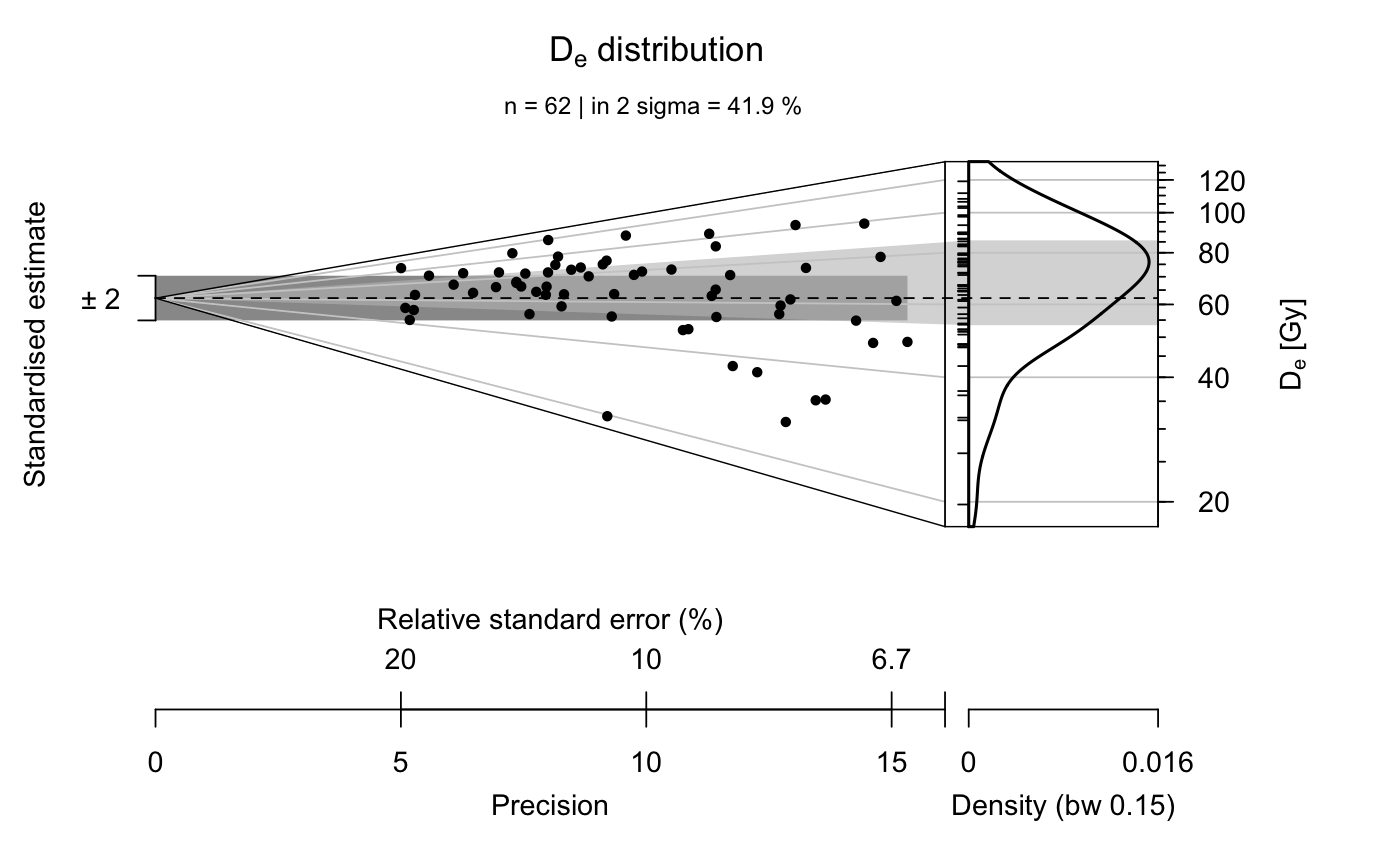 De distribution
n = 62 | in 2 sigma = 41.9 %
Standardised estimate
± 2
120
100
80
60
40
20
De [Gy]
Relative standard error (%)
20 10 6.7
0 5 10 15 0 0.016
Precision Density (bw 0.15)